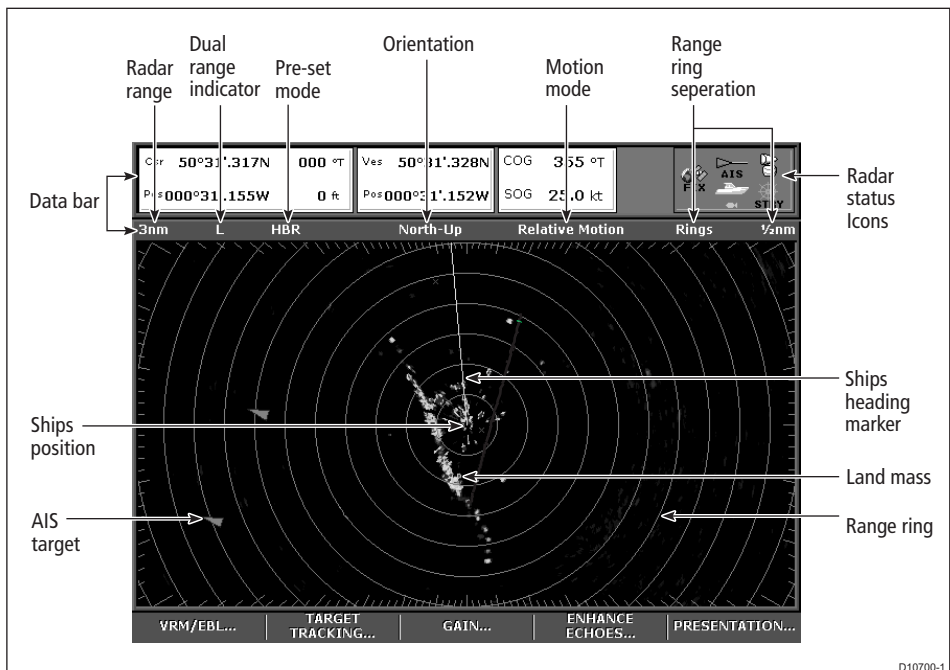 Radar
range
Dual
range
indicator
Pre-set
mode
Orientation
Motion
mode
Range
ring
seperation
Data bar
Csr 50°31'.317N 000 °T
Pos 000°31.155W 0 ft
Ves 50°31'.328N
Pos 000°31'.152W
COG 355 °T
SOG 25.0 kt
FIX
AIS
STBY
Radar
status
Icons
3nm L HBR North-Up Relative Motion Rings ½nm
Ships
heading
marker
Ships
position
Land mass
AIS
target
Range ring
VRM/EBL...
TARGET
TRACKING...
GAIN...
ENHANCE
ECHOES...
PRESENTATION...
D10700-1